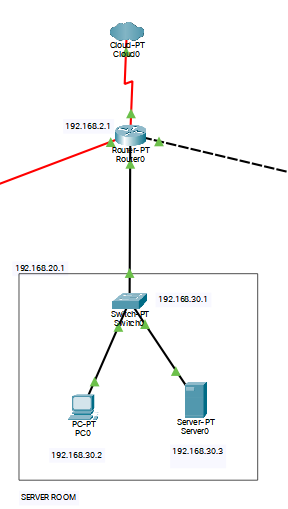 Cloud-PT
Cloud0
192.168.2.1
Router-PT
Router0
192.168.20.1
192.168.30.1
Switch-PT
Switch0
PC-PT
PC0
Server-PT
Server0
192.168.30.2
192.168.30.3
SERVER ROOM